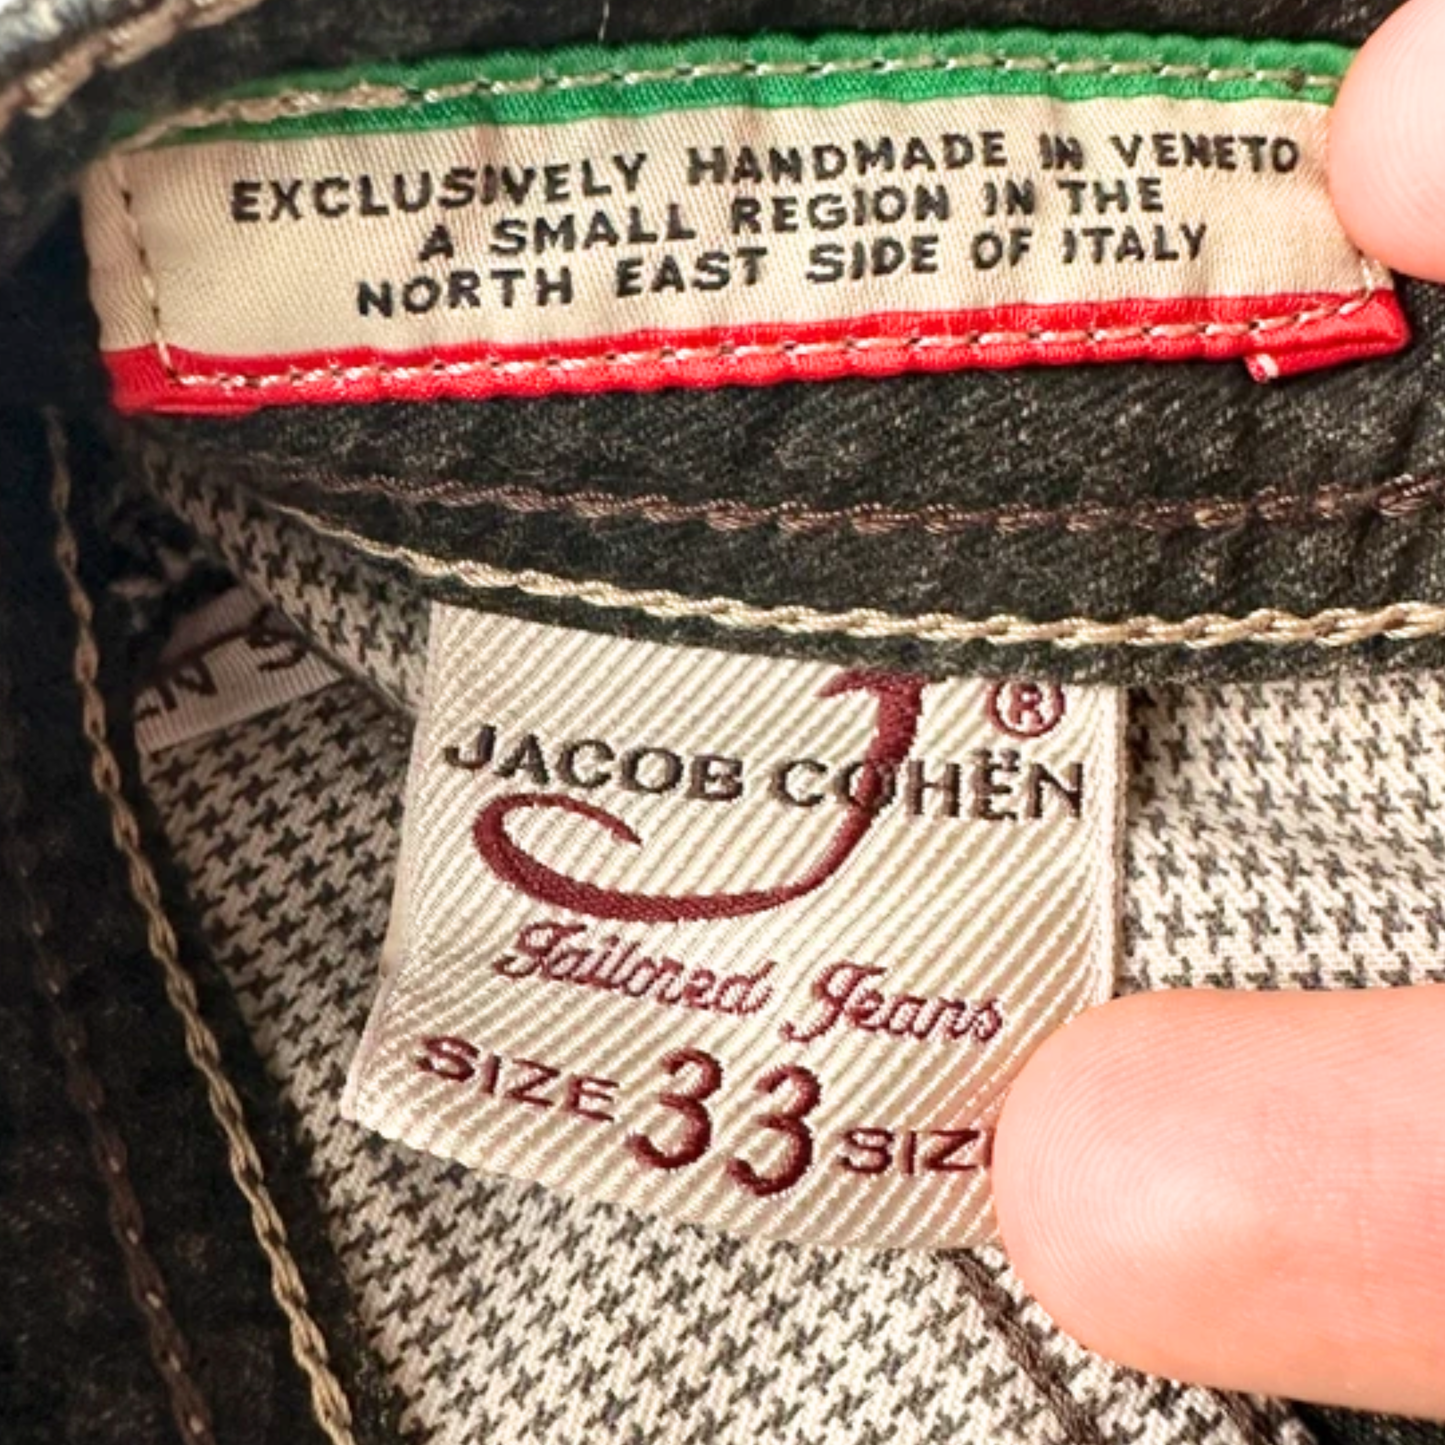 EXCLUSIVELY HANDMADE IN VENETO
A SMALL REGION IN THE
NORTH EAST SIDE OF ITALY
J ®
JACOB COHËN
Tailored Jeans
SIZE 33 SIZ